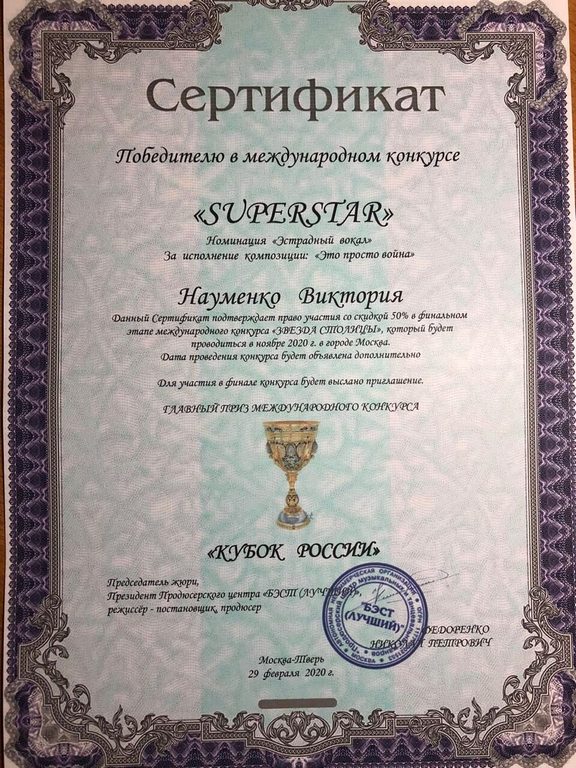 Сертификат
Победителю в международном конкурсе
«SUPERSTAR»
Номинация «Эстрадный вокал»
За исполнение композиции: «Это просто война»
Науменко Виктория
Данный Сертификат подтверждает право участия со скидкой 50% в финальном
этапе международного конкурса «ЗВЕЗДА СТОЛИЦЫ», который будет
проводиться в ноябре 2020 г. в городе Москва.
Дата проведения конкурса будет объявлена дополнительно
Для участия в финале конкурса будет выслано приглашение.
ГЛАВНЫЙ ПРИЗ МЕЖДУНАРОДНОГО КОНКУРСА
«КУБОК РОССИИ»
Председатель жюри,
Президент Продюсерского центра «БЭСТ (ЛУЧШИЙ)»,
режиссёр - постановщик, продюсер
"БЭСТ
(ЛУЧШИЙ)"
МОСКВА
ФЕДОРЕНКО
НИКОЛАЙ ПЕТРОВИЧ
Москва-Тверь
29 февраля 2020 г.